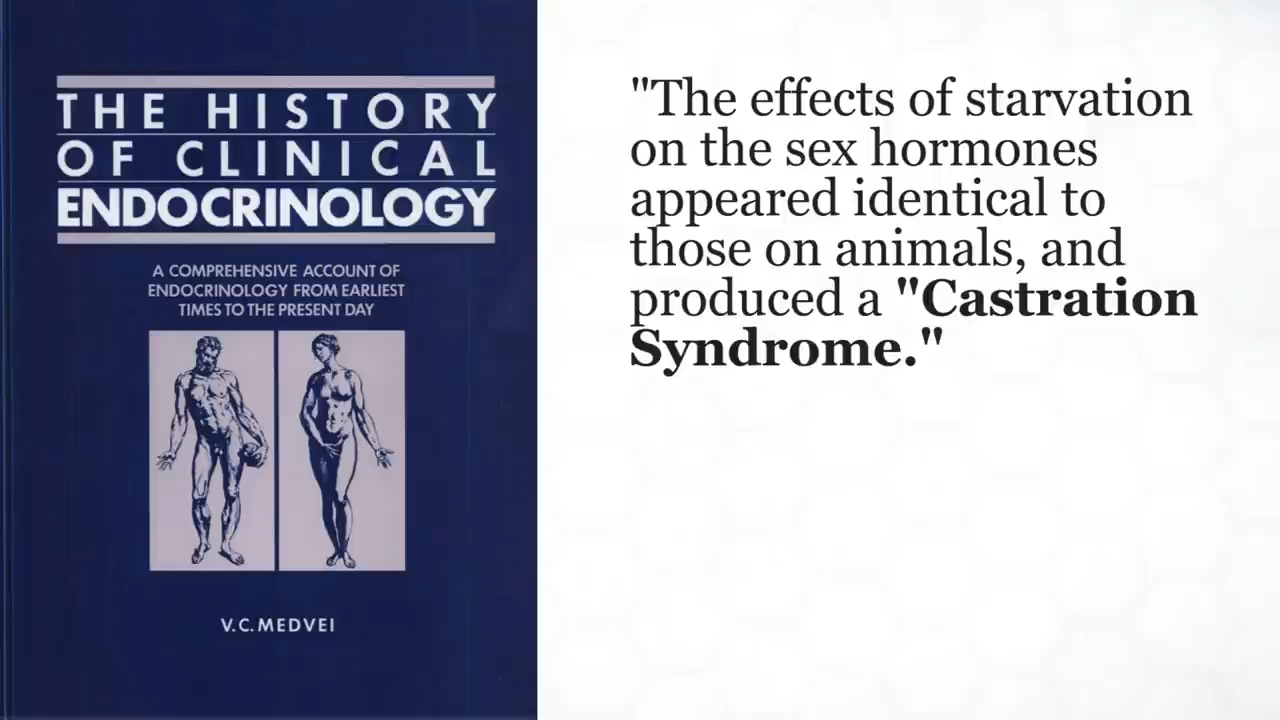 THE HISTORY
OF CLINICAL
ENDOCRINOLOGY
A COMPREHENSIVE ACCOUNT OF
ENDOCRINOLOGY FROM EARLIEST
TIMES TO THE PRESENT DAY
V.C.MEDVEI
"The effects of starvation
on the sex hormones
appeared identical to
those on animals, and
produced a "Castration
Syndrome."